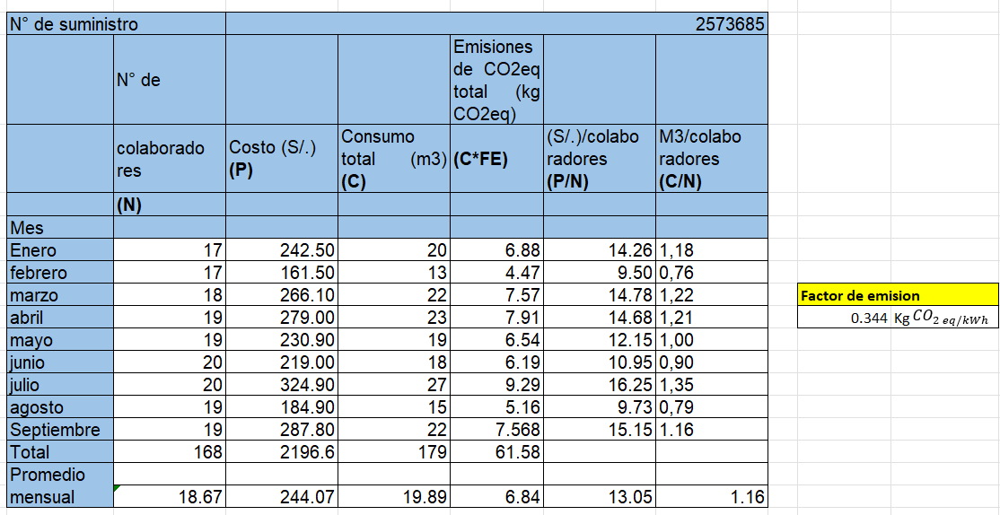 N° de suministro 2573685
N° de
Emisiones
de CO2eq
total (kg
CO2eq)
colaborado
res
Costo (S/.)
(P)
Consumo
total (m3)
(C)
(C*FE)
(S/.)/colabo
radores
(P/N)
M3/colabo
radores
(C/N)
(N)
Mes
Enero 17 242.50 20 6.88 14.26 1,18
febrero 17 161.50 13 4.47 9.50 0,76
marzo 18 266.10 22 7.57 14.78 1,22
abril 19 279.00 23 7.91 14.68 1,21
mayo 19 230.90 19 6.54 12.15 1,00
junio 20 219.00 18 6.19 10.95 0,90
julio 20 324.90 27 9.29 16.25 1,35
agosto 19 184.90 15 5.16 9.73 0,79
Septiembre 19 287.80 22 7.568 15.15 1.16
Total 168 2196.6 179 61.58
Promedio
mensual 18.67 244.07 19.89 6.84 13.05 1.16
Factor de emision
0.344 Kg CO2 eq/kWh